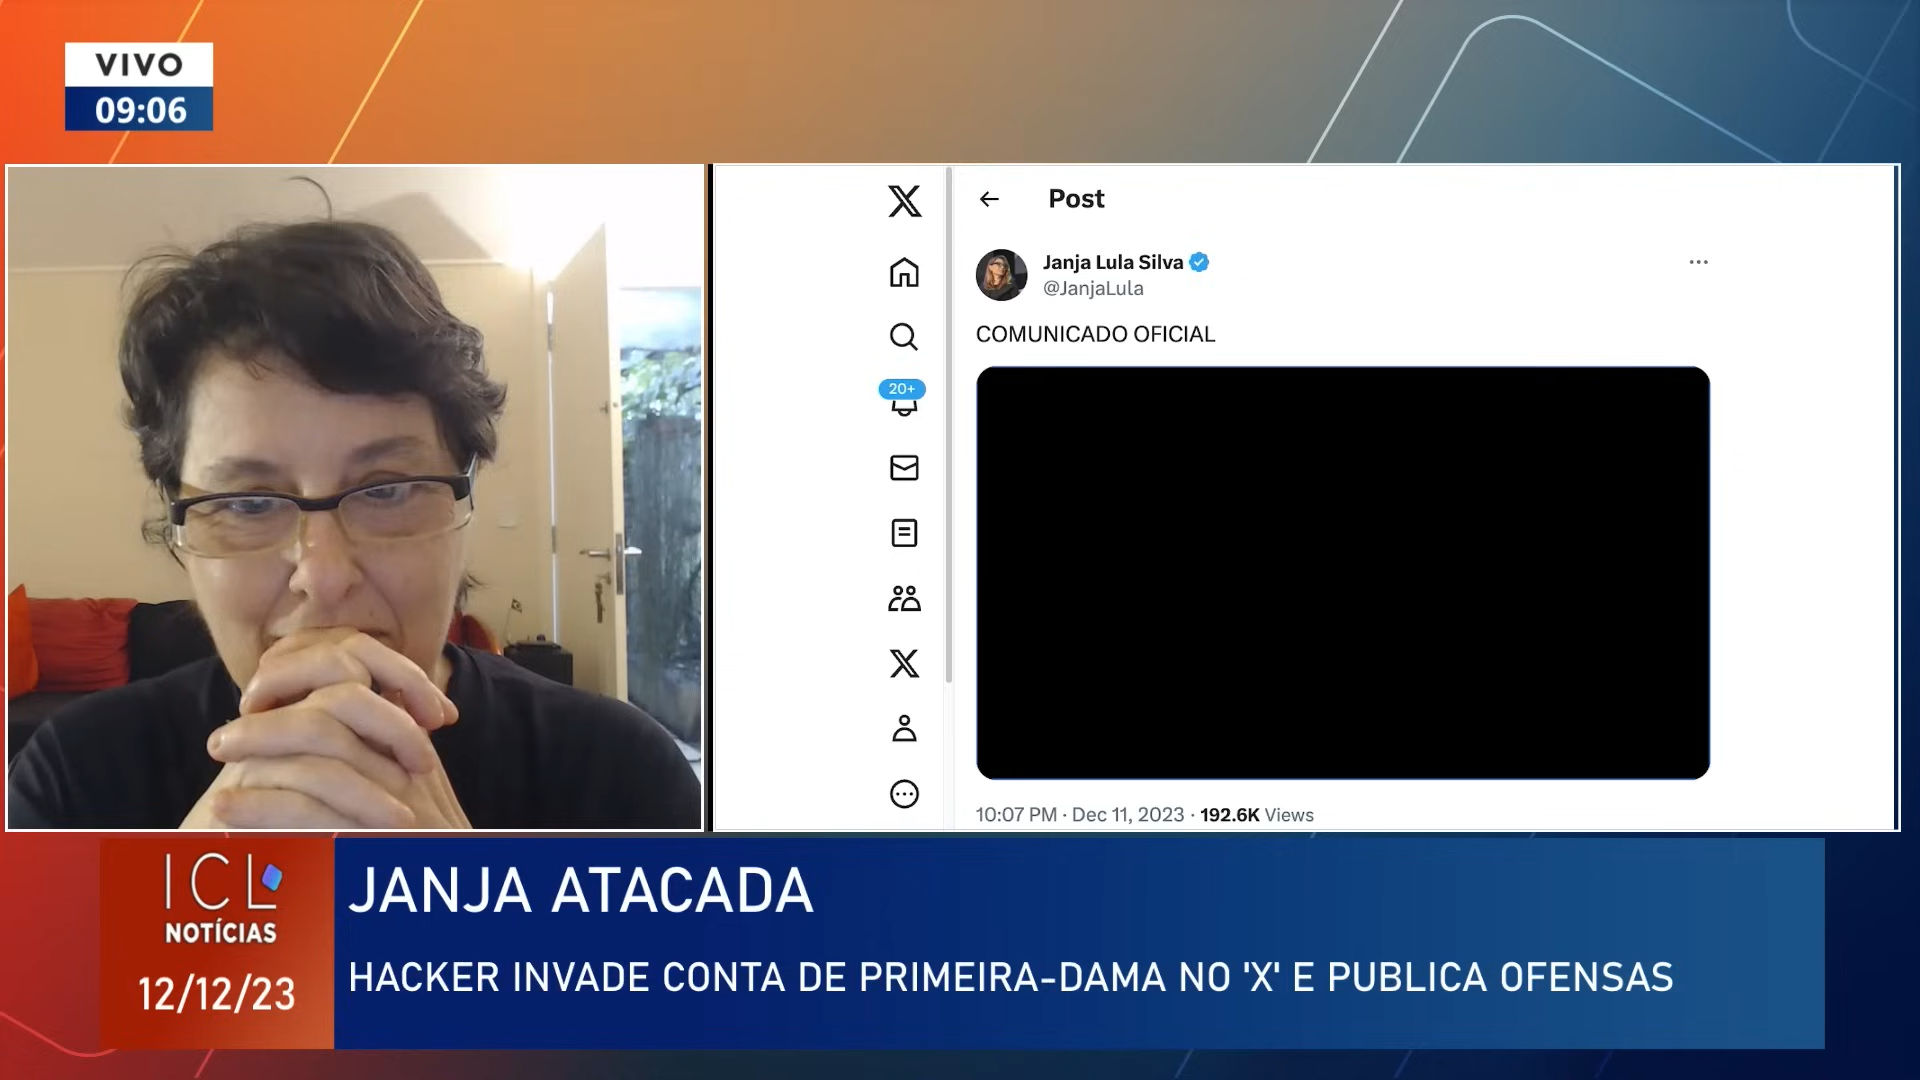 VIVO
09:06
Post
Janja Lula Silva
@JanjaLula
COMUNICADO OFICIAL
20+
10:07 PM · Dec 11, 2023 · 192.6K Views
ICL
NOTÍCIAS
12/12/23
JANJA ATACADA
HACKER INVADE CONTA DE PRIMEIRA-DAMA NO 'X' E PUBLICA OFENSAS